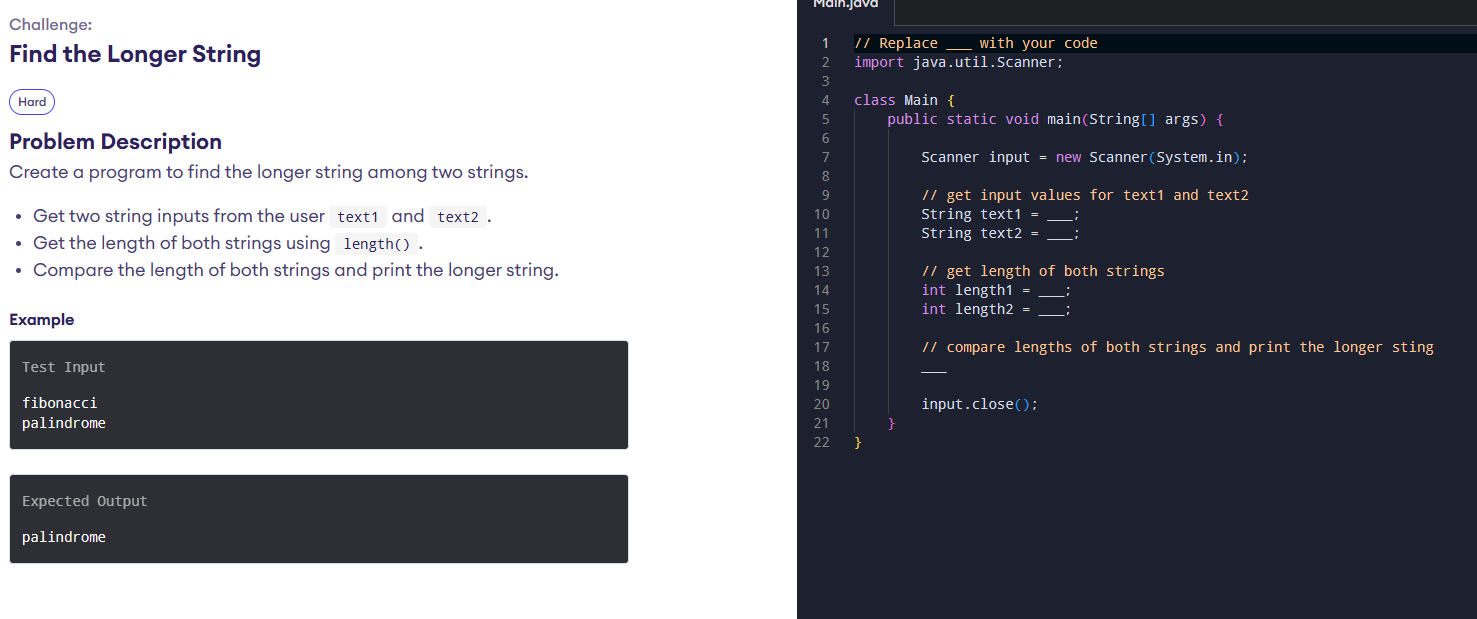 Challenge:
Find the Longer String
Hard
Problem Description
Create a program to find the longer string among two strings.
• Get two string inputs from the user text1 and text2.
• Get the length of both strings using length().
• Compare the length of both strings and print the longer string.
Example
Test Input
fibonacci
palindrome
Expected Output
palindrome
Main.java
1 // Replace ___ with your code
2 import java.util.Scanner;
3
4 class Main {
5 public static void main(String[] args) {
6
7 Scanner input = new Scanner(System.in);
8
9 // get input values for text1 and text2
10 String text1 = ___;
11 String text2 = ___;
12
13 // get length of both strings
14 int length1 = ___;
15 int length2 = ___;
16
17 // compare lengths of both strings and print the longer sting
18 ___
19
20 input.close();
21 }
22 }